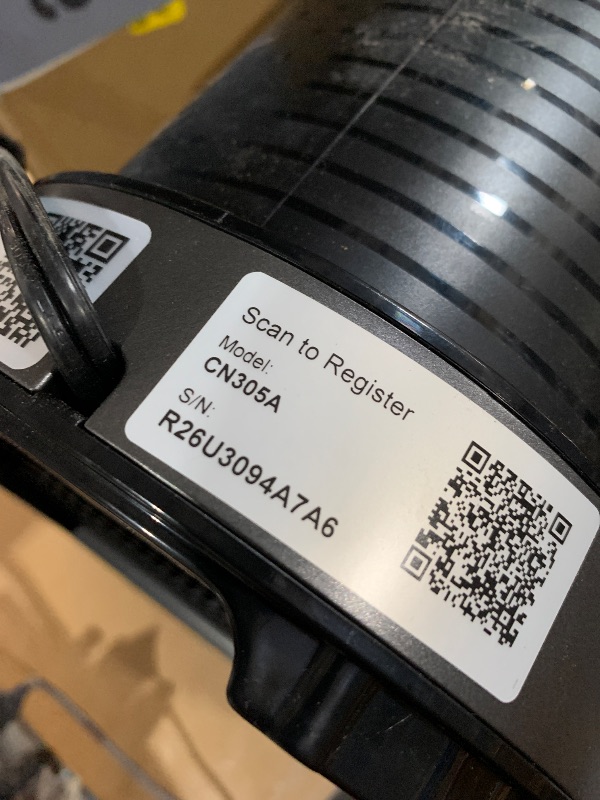 Scan to Register
Model:
CN305A
S/N:
R26U3094A7A6